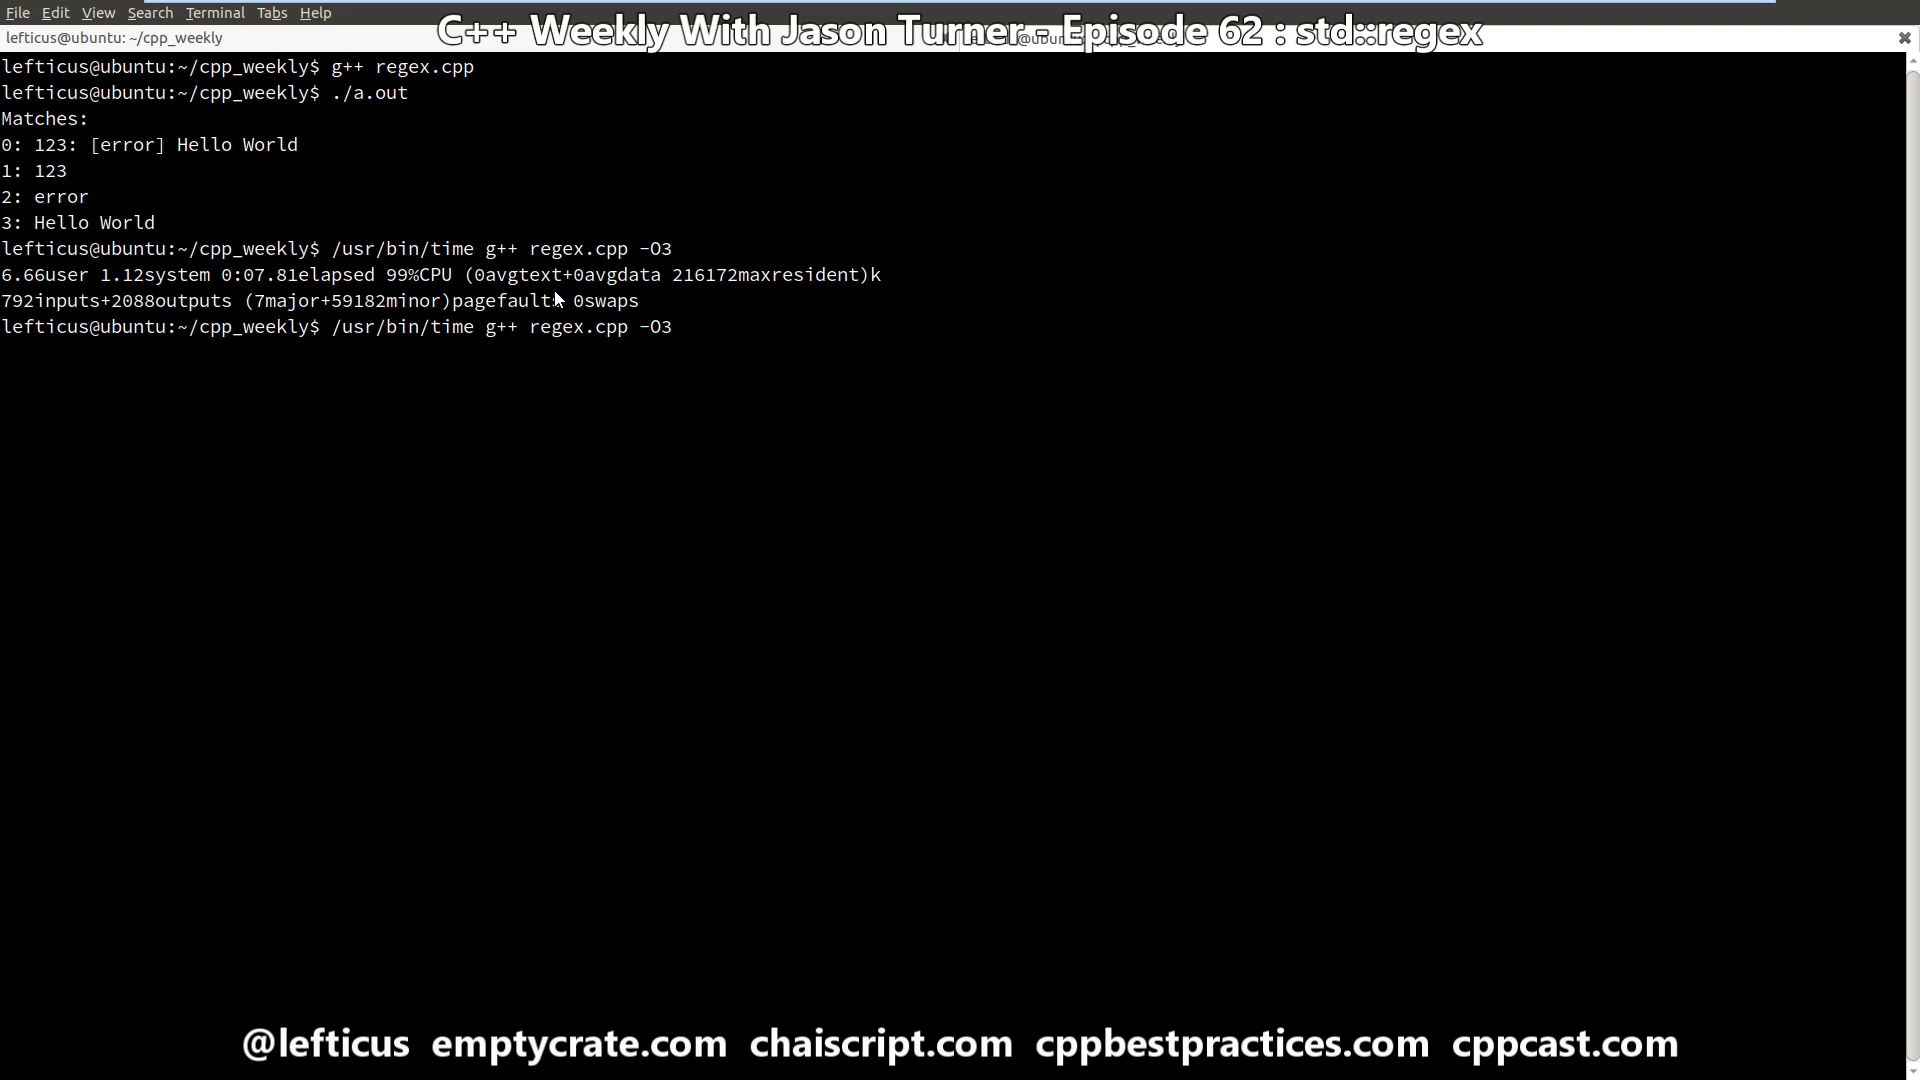 File Edit View Search Terminal Tabs Help
C++ Weekly With Jason Turner - Episode 62 : std::regex
lefticus@ubuntu: ~/cpp_weekly
lefticus@ubuntu:~/cpp_weekly$ g++ regex.cpp
lefticus@ubuntu:~/cpp_weekly$ ./a.out
Matches:
0: 123: [error] Hello World
1: 123
2: error
3: Hello World
lefticus@ubuntu:~/cpp_weekly$ /usr/bin/time g++ regex.cpp -O3
6.66user 1.12system 0:07.81elapsed 99%CPU (0avgtext+0avgdata 216172maxresident)k
792inputs+2088outputs (7major+59182minor)pagefaults 0swaps
lefticus@ubuntu:~/cpp_weekly$ /usr/bin/time g++ regex.cpp -O3
@lefticus emptycrate.com chaiscript.com cppbestpractices.com cppcast.com